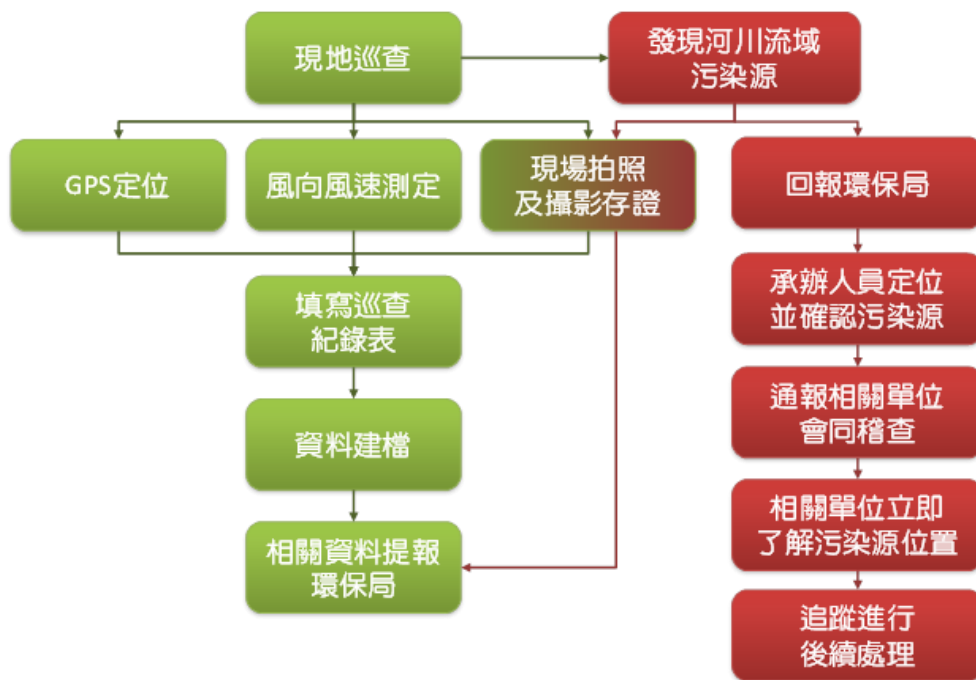 現地巡查
發現河川流域
污染源
GPS定位
風向風速測定
現場拍照
及攝影存證
回報環保局
填寫巡查
紀錄表
承辦人員定位
並確認污染源
資料建檔
通報相關單位
會同稽查
相關資料提報
環保局
相關單位立即
了解污染源位置
追蹤進行
後續處理